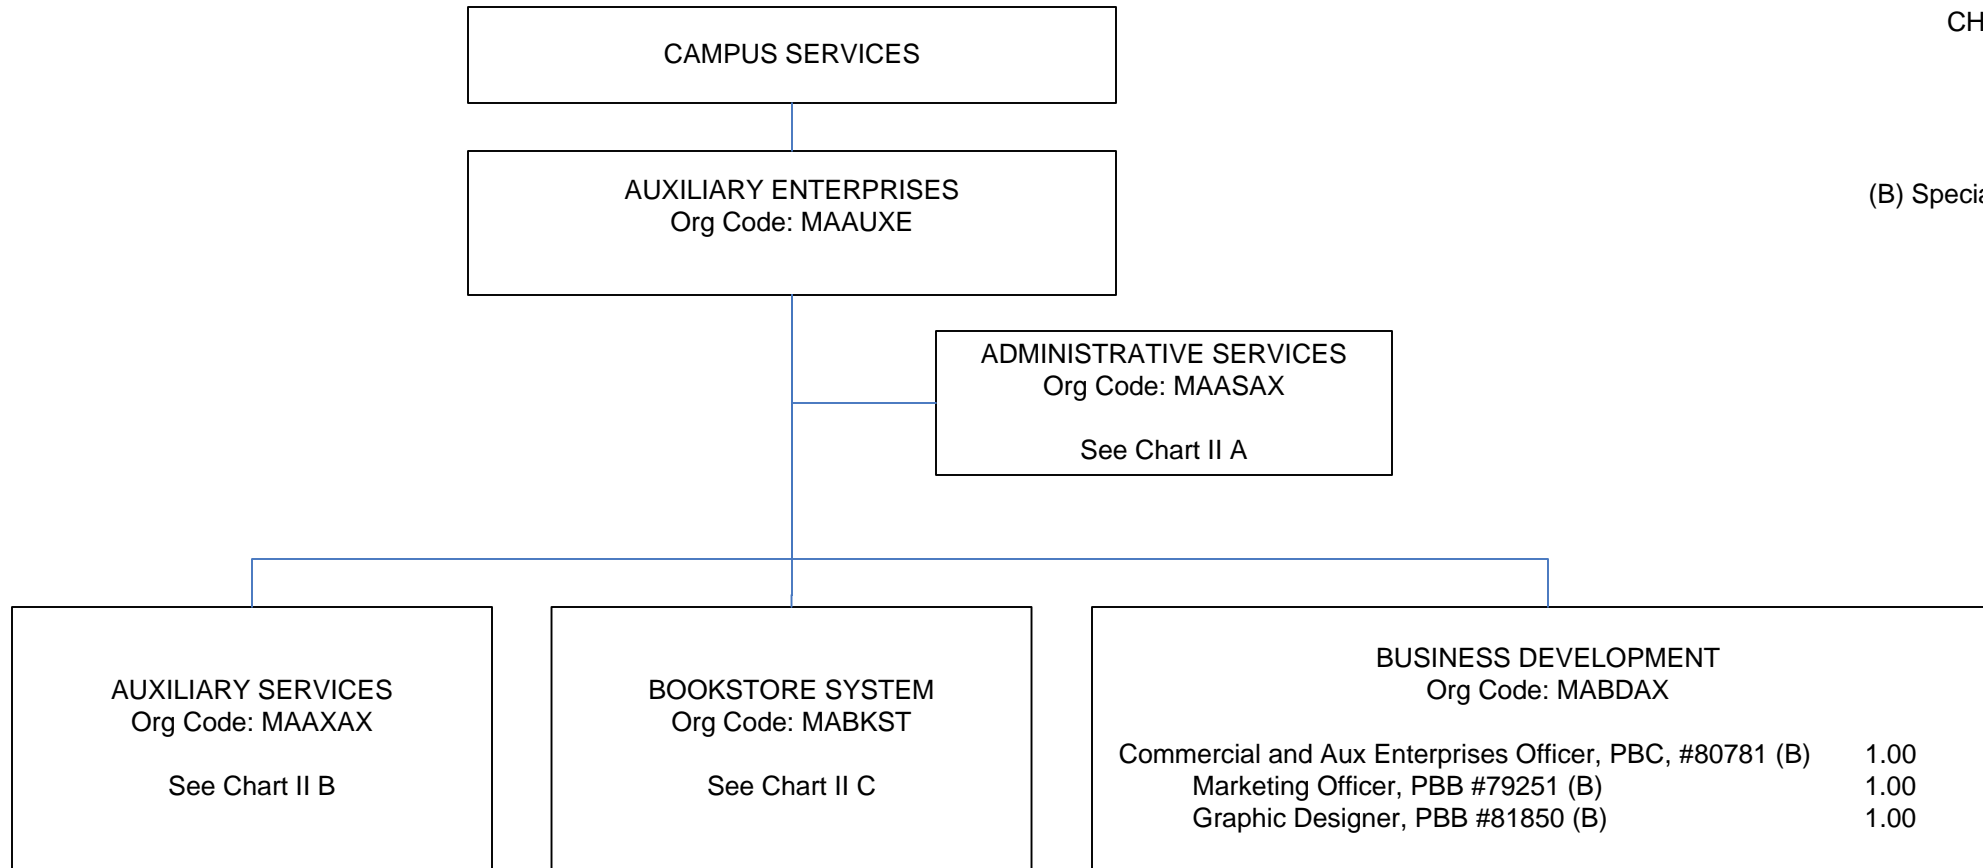 CAMPUS SERVICES
AUXILIARY ENTERPRISES
Org Code: MAAUXE
(B)
ADMINISTRATIVE SERVICES
Org Code: MAASAX
See Chart II A
AUXILIARY SERVICES
Org Code: MAAXAX
See Chart II B
BOOKSTORE SYSTEM
Org Code: MABKST
See Chart II C
BUSINESS DEVELOPMENT
Org Code: MABDAX
Commercial and Aux Enterprises Officer, PBC, #80781 (B) 1.00
Marketing Officer, PBB #79251 (B) 1.00
Graphic Designer, PBB #81850 (B) 1.00